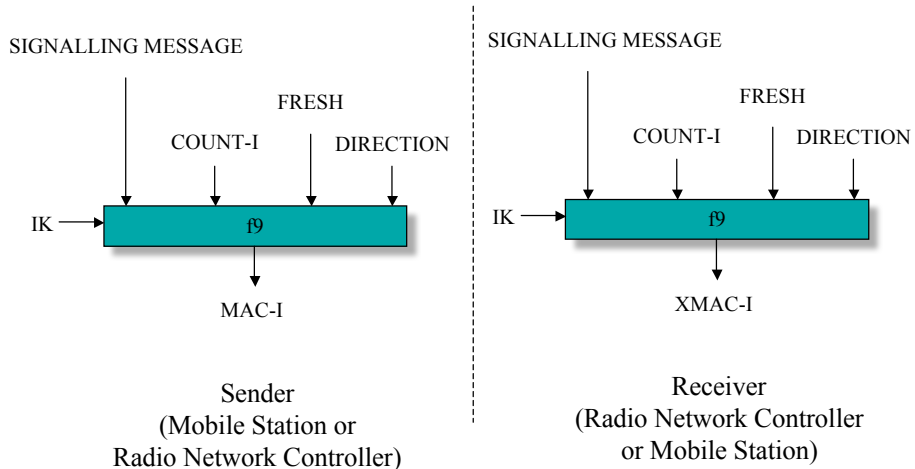 SIGNALLING MESSAGE
FRESH
COUNT-I
DIRECTION
IK
f9
MAC-I
Sender
(Mobile Station or
Radio Network Controller)
SIGNALLING MESSAGE
FRESH
COUNT-I
DIRECTION
IK
f9
XMAC-I
Receiver
(Radio Network Controller
or Mobile Station)